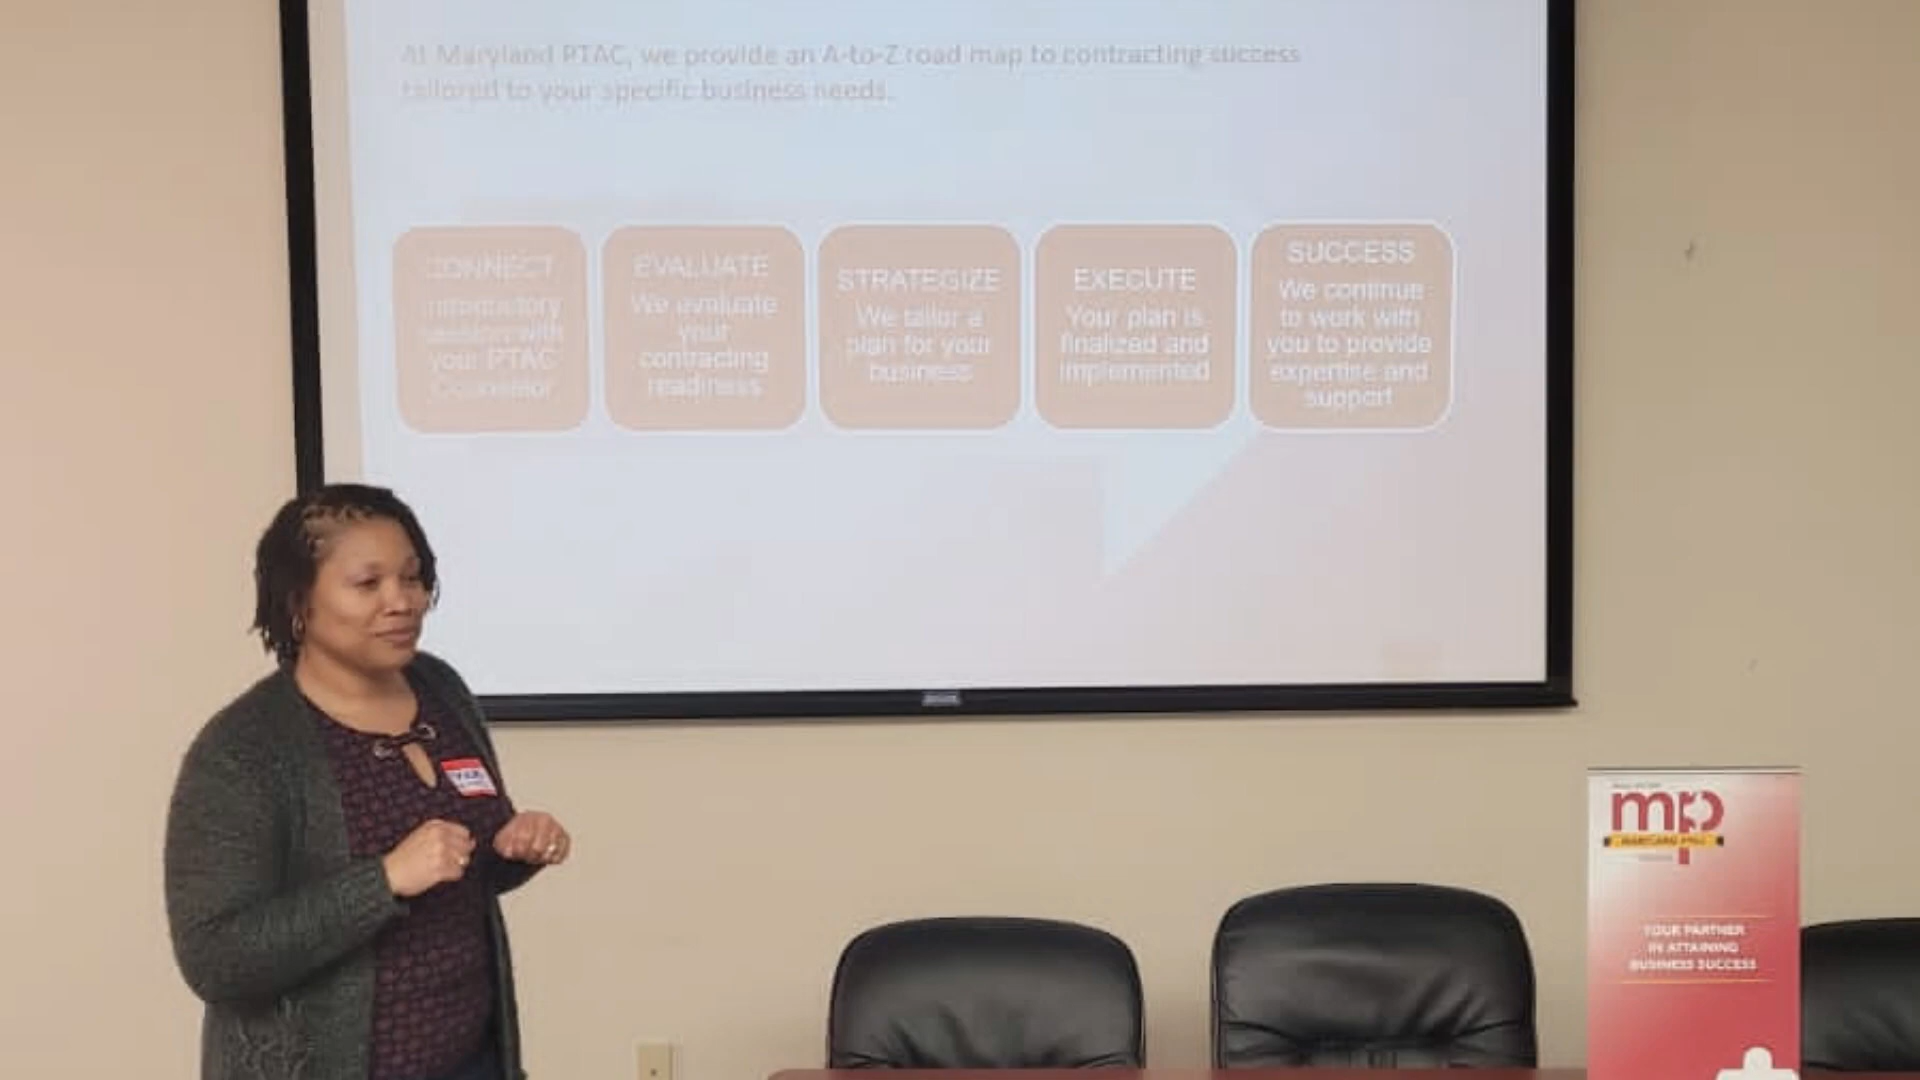 At Maryland PTAC, we provide an A-to-Z road map to contracting success
tailored to your specific business needs.
CONNECT
Introductory
session with
your PTAC
Counselor
EVALUATE
We evaluate
your
contracting
readiness
STRATEGIZE
We tailor a
plan for your
business
EXECUTE
Your plan is
finalized and
implemented
SUCCESS
We continue
to work with
you to provide
expertise and
support
mp
MARYLAND PTAC
YOUR PARTNER
IN ATTAINING
BUSINESS SUCCESS